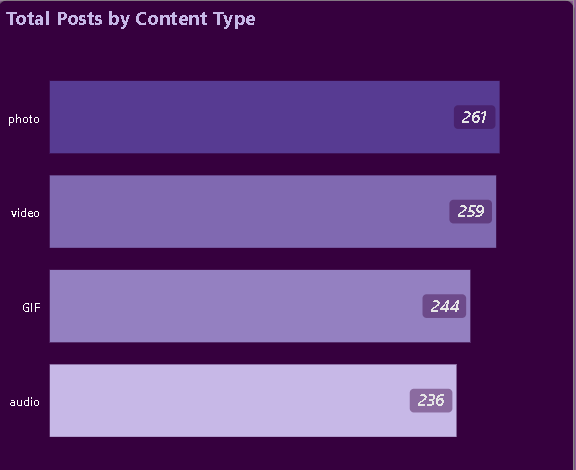 Total Posts by Content Type
photo 261
video 259
GIF 244
audio 236